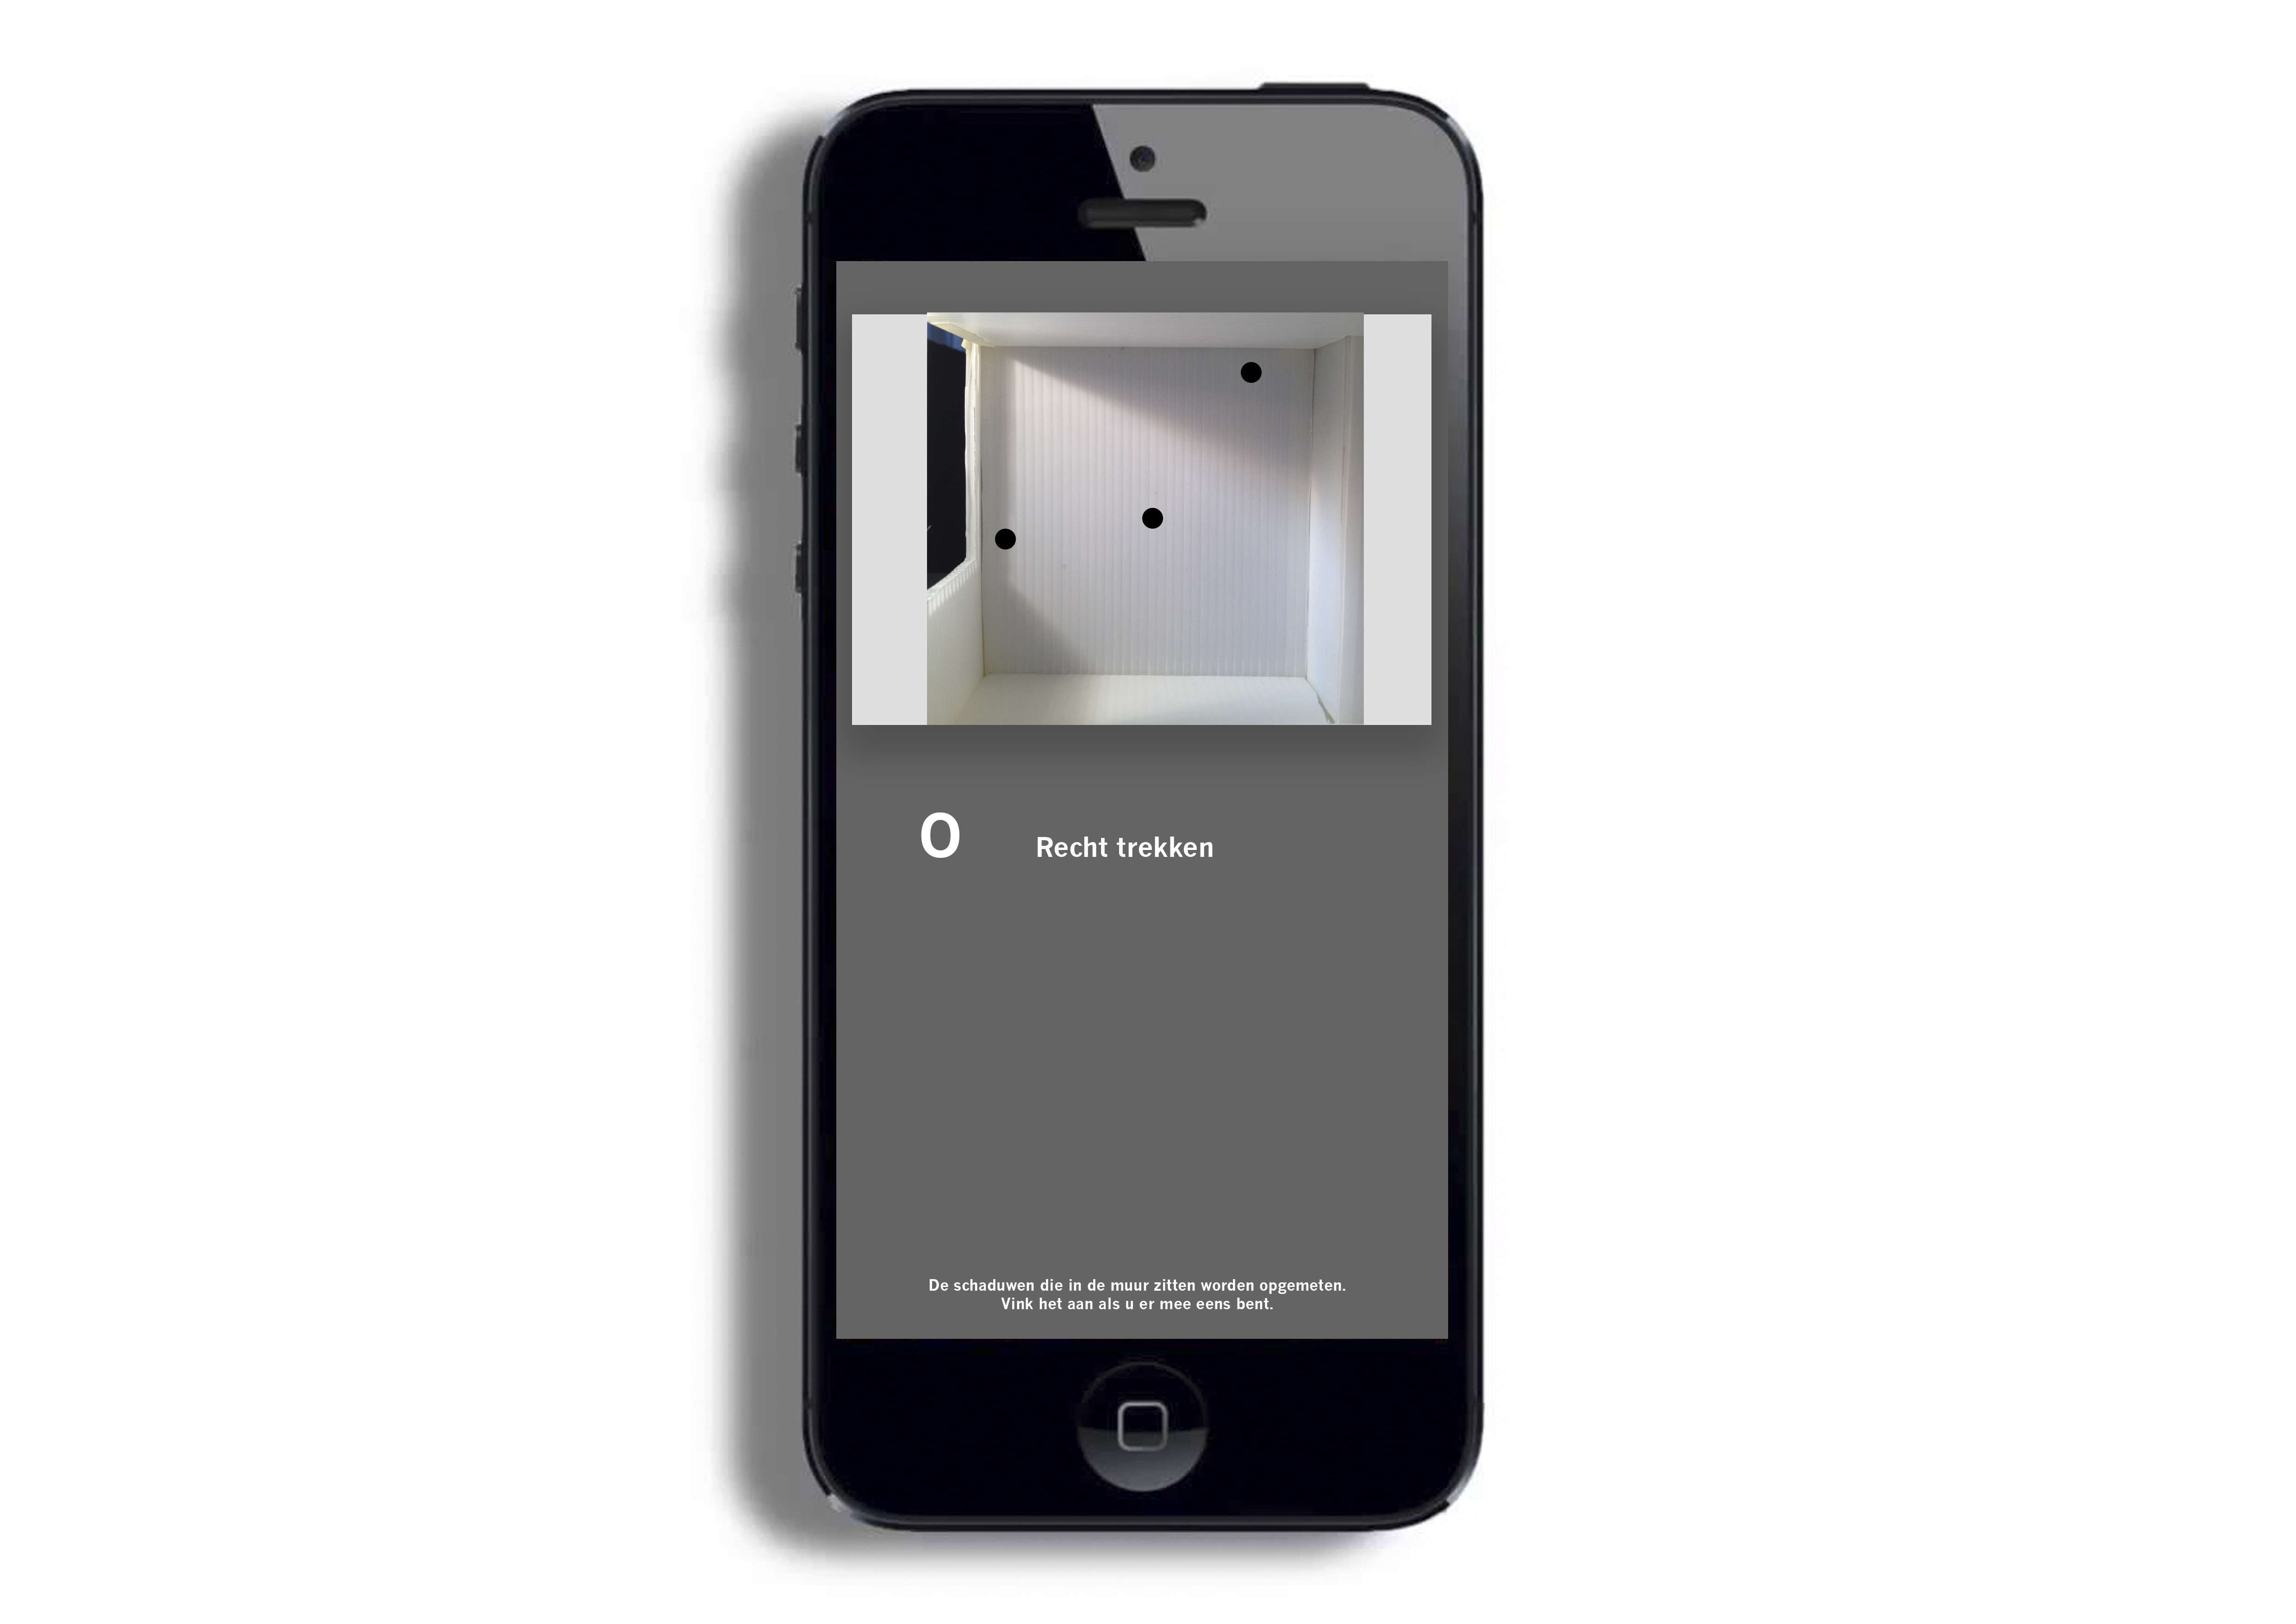 O
Recht trekken
De schaduwen die in de muur zitten worden opgemeten.
Vink het aan als u er mee eens bent.